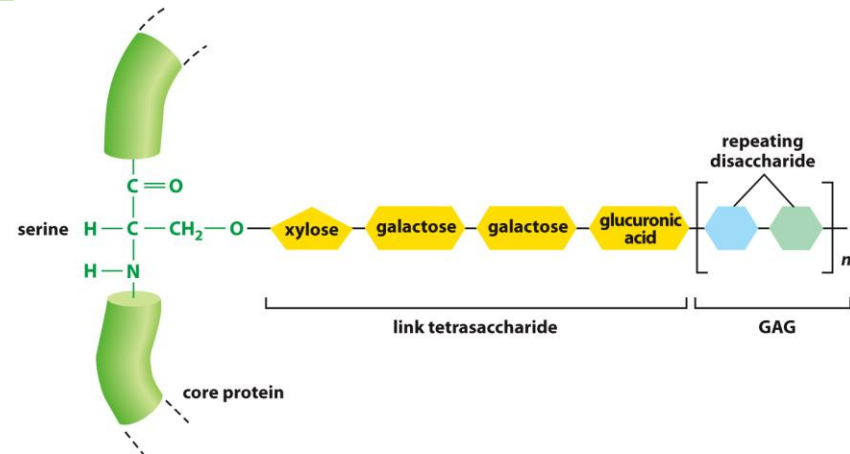 repeating
disaccharide
C=O
serine H—C—CH₂—O— xylose galactose galactose glucuronic
acid
n
H—N
link tetrasaccharide GAG
core protein